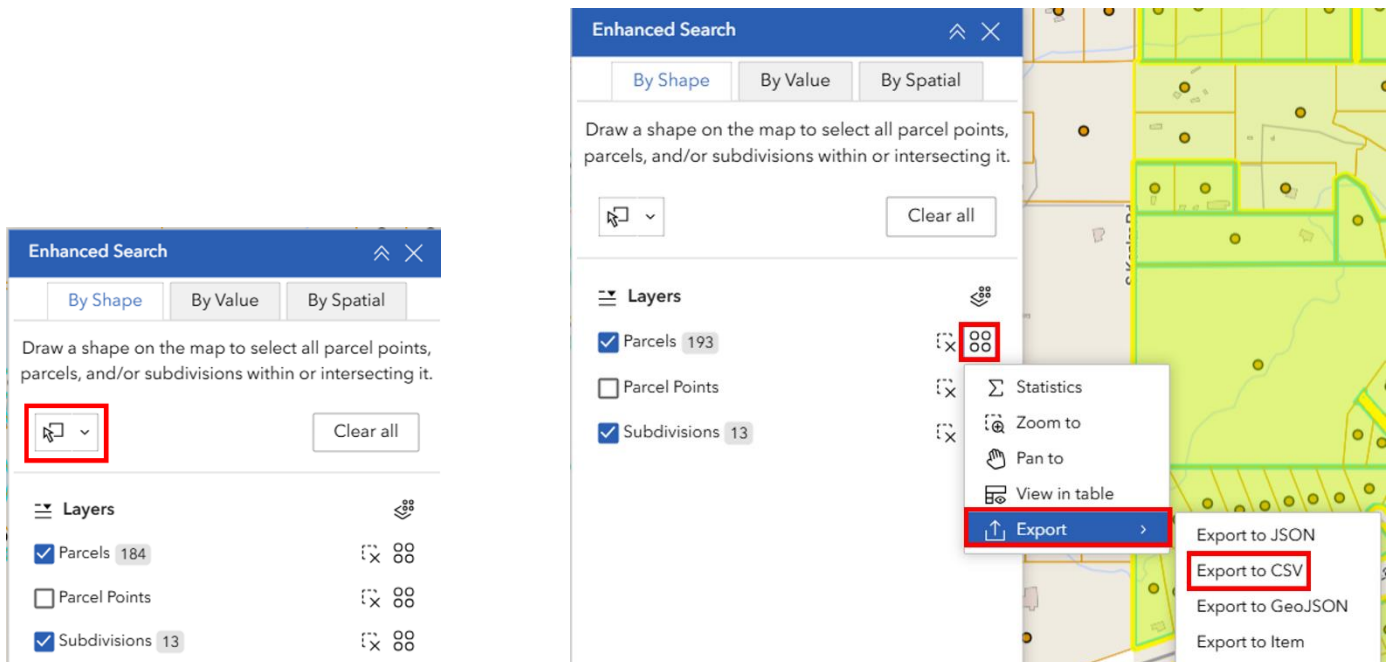 Enhanced Search
By Shape By Value By Spatial
Draw a shape on the map to select all parcel points,
parcels, and/or subdivisions within or intersecting it.
Clear all
Layers
Parcels 184
Parcel Points
Subdivisions 13
Enhanced Search
By Shape By Value By Spatial
Draw a shape on the map to select all parcel points,
parcels, and/or subdivisions within or intersecting it.
Clear all
Layers
Parcels 193
Parcel Points
Subdivisions 13
Statistics
Zoom to
Pan to
View in table
Export
Export to JSON
Export to CSV
Export to GeoJSON
Export to Item